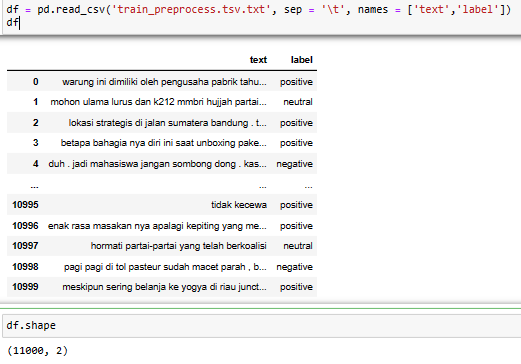 df = pd.read_csv('train_preprocess.tsv.txt', sep = '\t', names = ['text','label'])
df
text label
0 warung ini dimiliki oleh pengusaha pabrik tahu... positive
1 mohon ulama lurus dan k212 mmbri hujjah partai... neutral
2 lokasi strategis di jalan sumatera bandung . t... positive
3 betapa bahagia nya diri ini saat unboxing pake... positive
4 duh . jadi mahasiswa jangan sombong dong . kas... negative
... ... ...
10995 tidak kecewa positive
10996 enak rasa masakan nya apalagi kepiting yang me... positive
10997 hormati partai-partai yang telah berkoalisi neutral
10998 pagi pagi di tol pasteur sudah macet parah , b... negative
10999 meskipun sering belanja ke yogya di riau junct... positive
df.shape
(11000, 2)